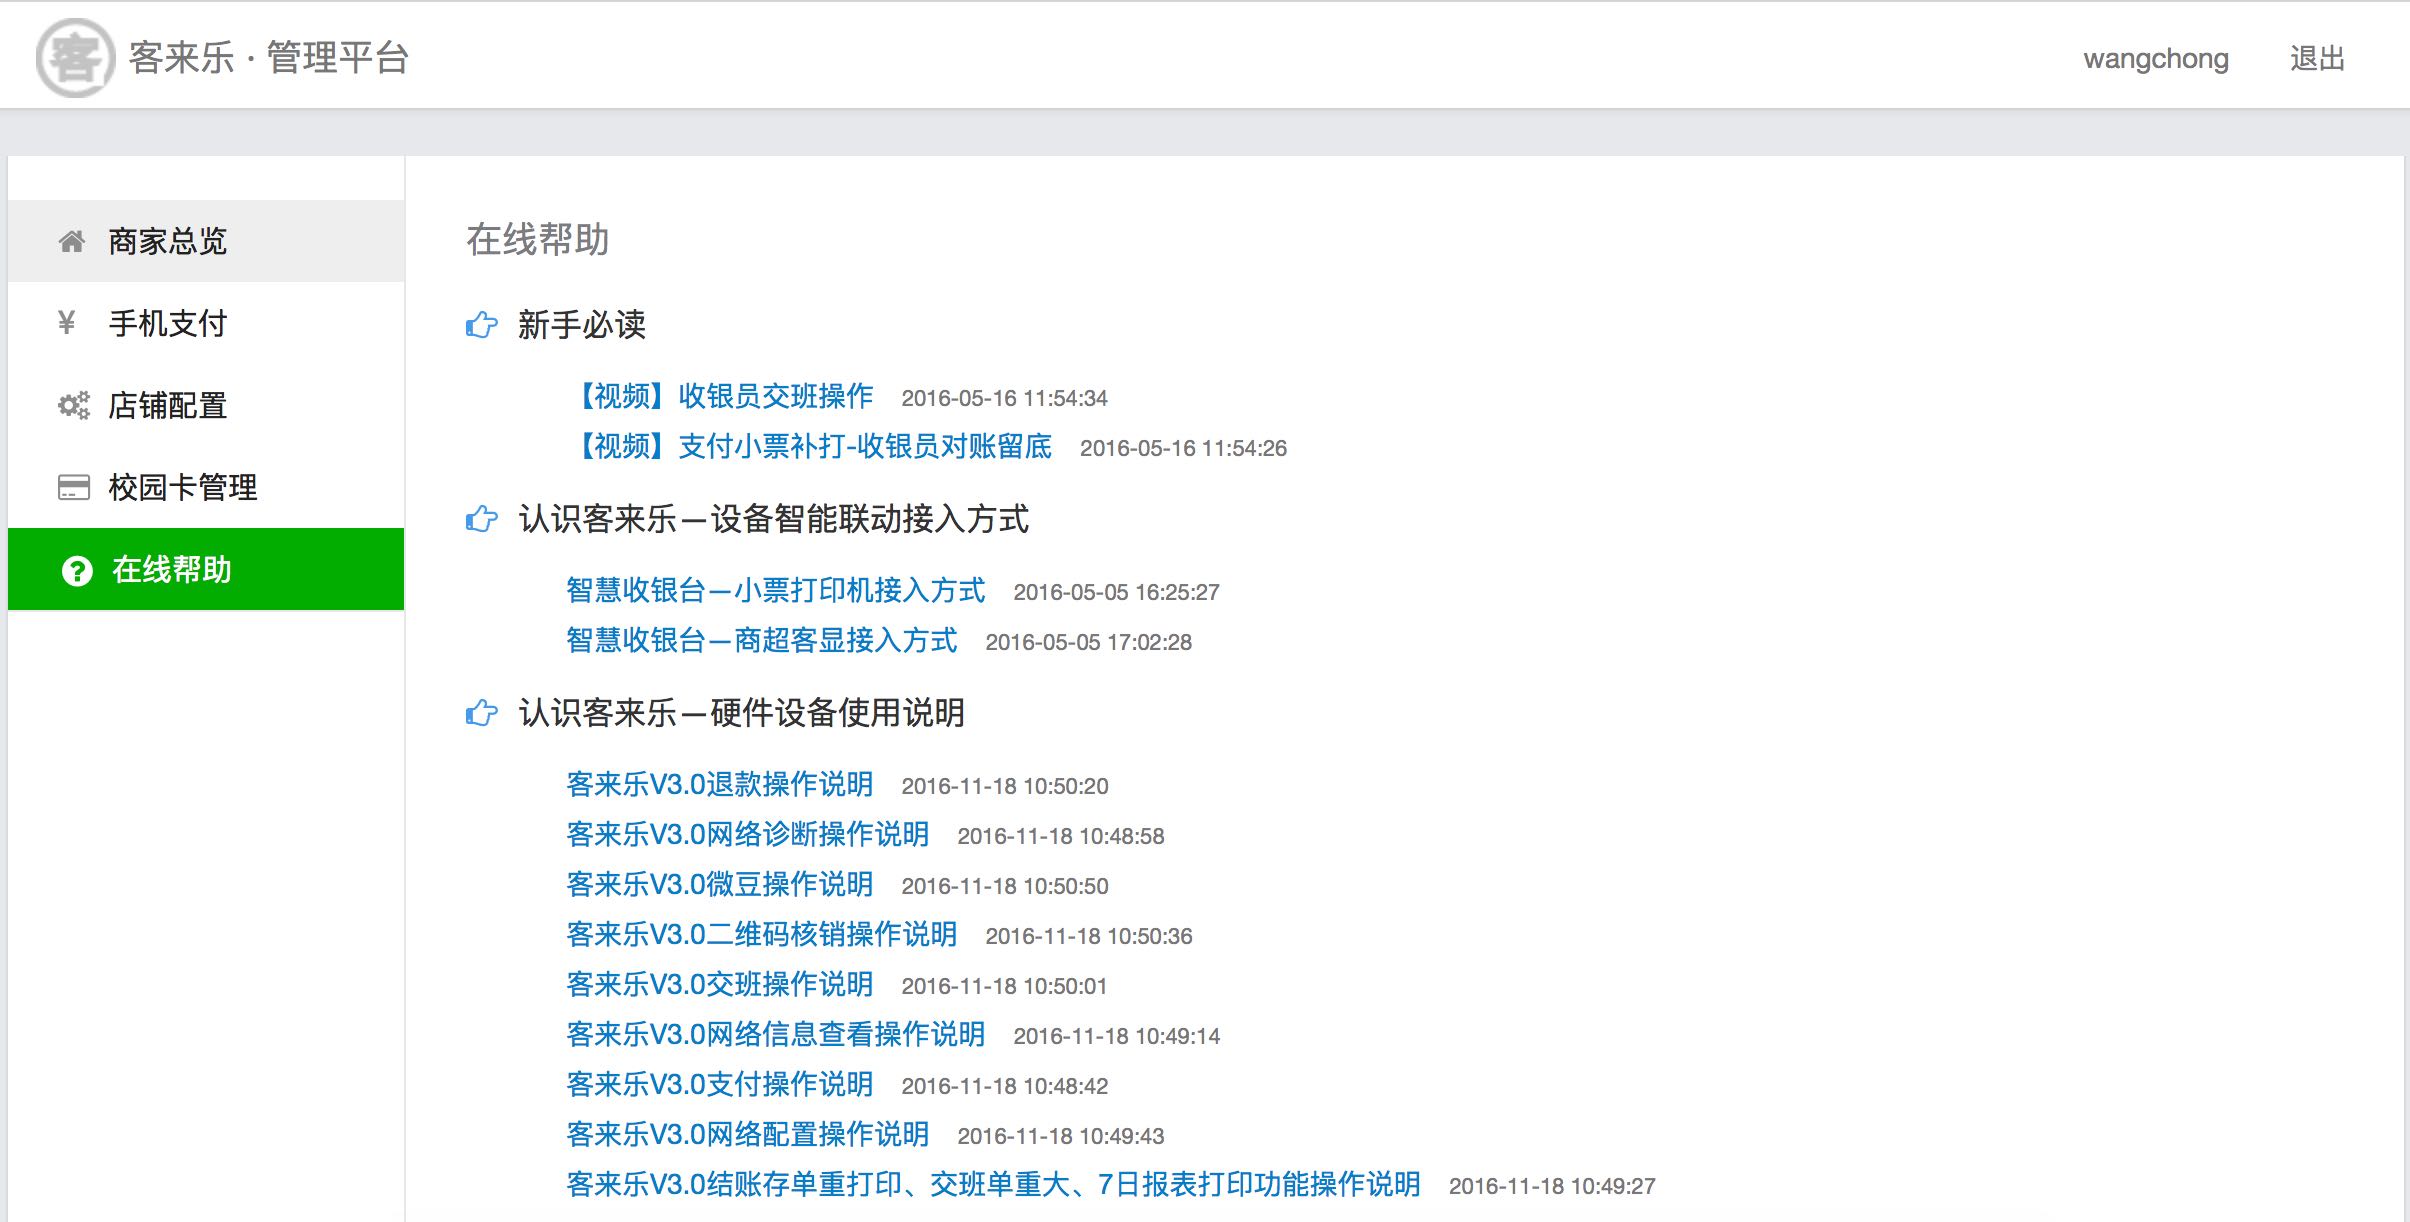 客 客来乐 · 管理平台
wangchong 退出
商家总览
¥ 手机支付
店铺配置
校园卡管理
? 在线帮助
在线帮助
新手必读
【视频】收银员交班操作 2016-05-16 11:54:34
【视频】支付小票补打-收银员对账留底 2016-05-16 11:54:26
认识客来乐—设备智能联动接入方式
智慧收银台—小票打印机接入方式 2016-05-05 16:25:27
智慧收银台—商超客显接入方式 2016-05-05 17:02:28
认识客来乐—硬件设备使用说明
客来乐V3.0退款操作说明 2016-11-18 10:50:20
客来乐V3.0网络诊断操作说明 2016-11-18 10:48:58
客来乐V3.0微豆操作说明 2016-11-18 10:50:50
客来乐V3.0二维码核销操作说明 2016-11-18 10:50:36
客来乐V3.0交班操作说明 2016-11-18 10:50:01
客来乐V3.0网络信息查看操作说明 2016-11-18 10:49:14
客来乐V3.0支付操作说明 2016-11-18 10:48:42
客来乐V3.0网络配置操作说明 2016-11-18 10:49:43
客来乐V3.0结账存单重打印、交班单重大、7日报表打印功能操作说明 2016-11-18 10:49:27